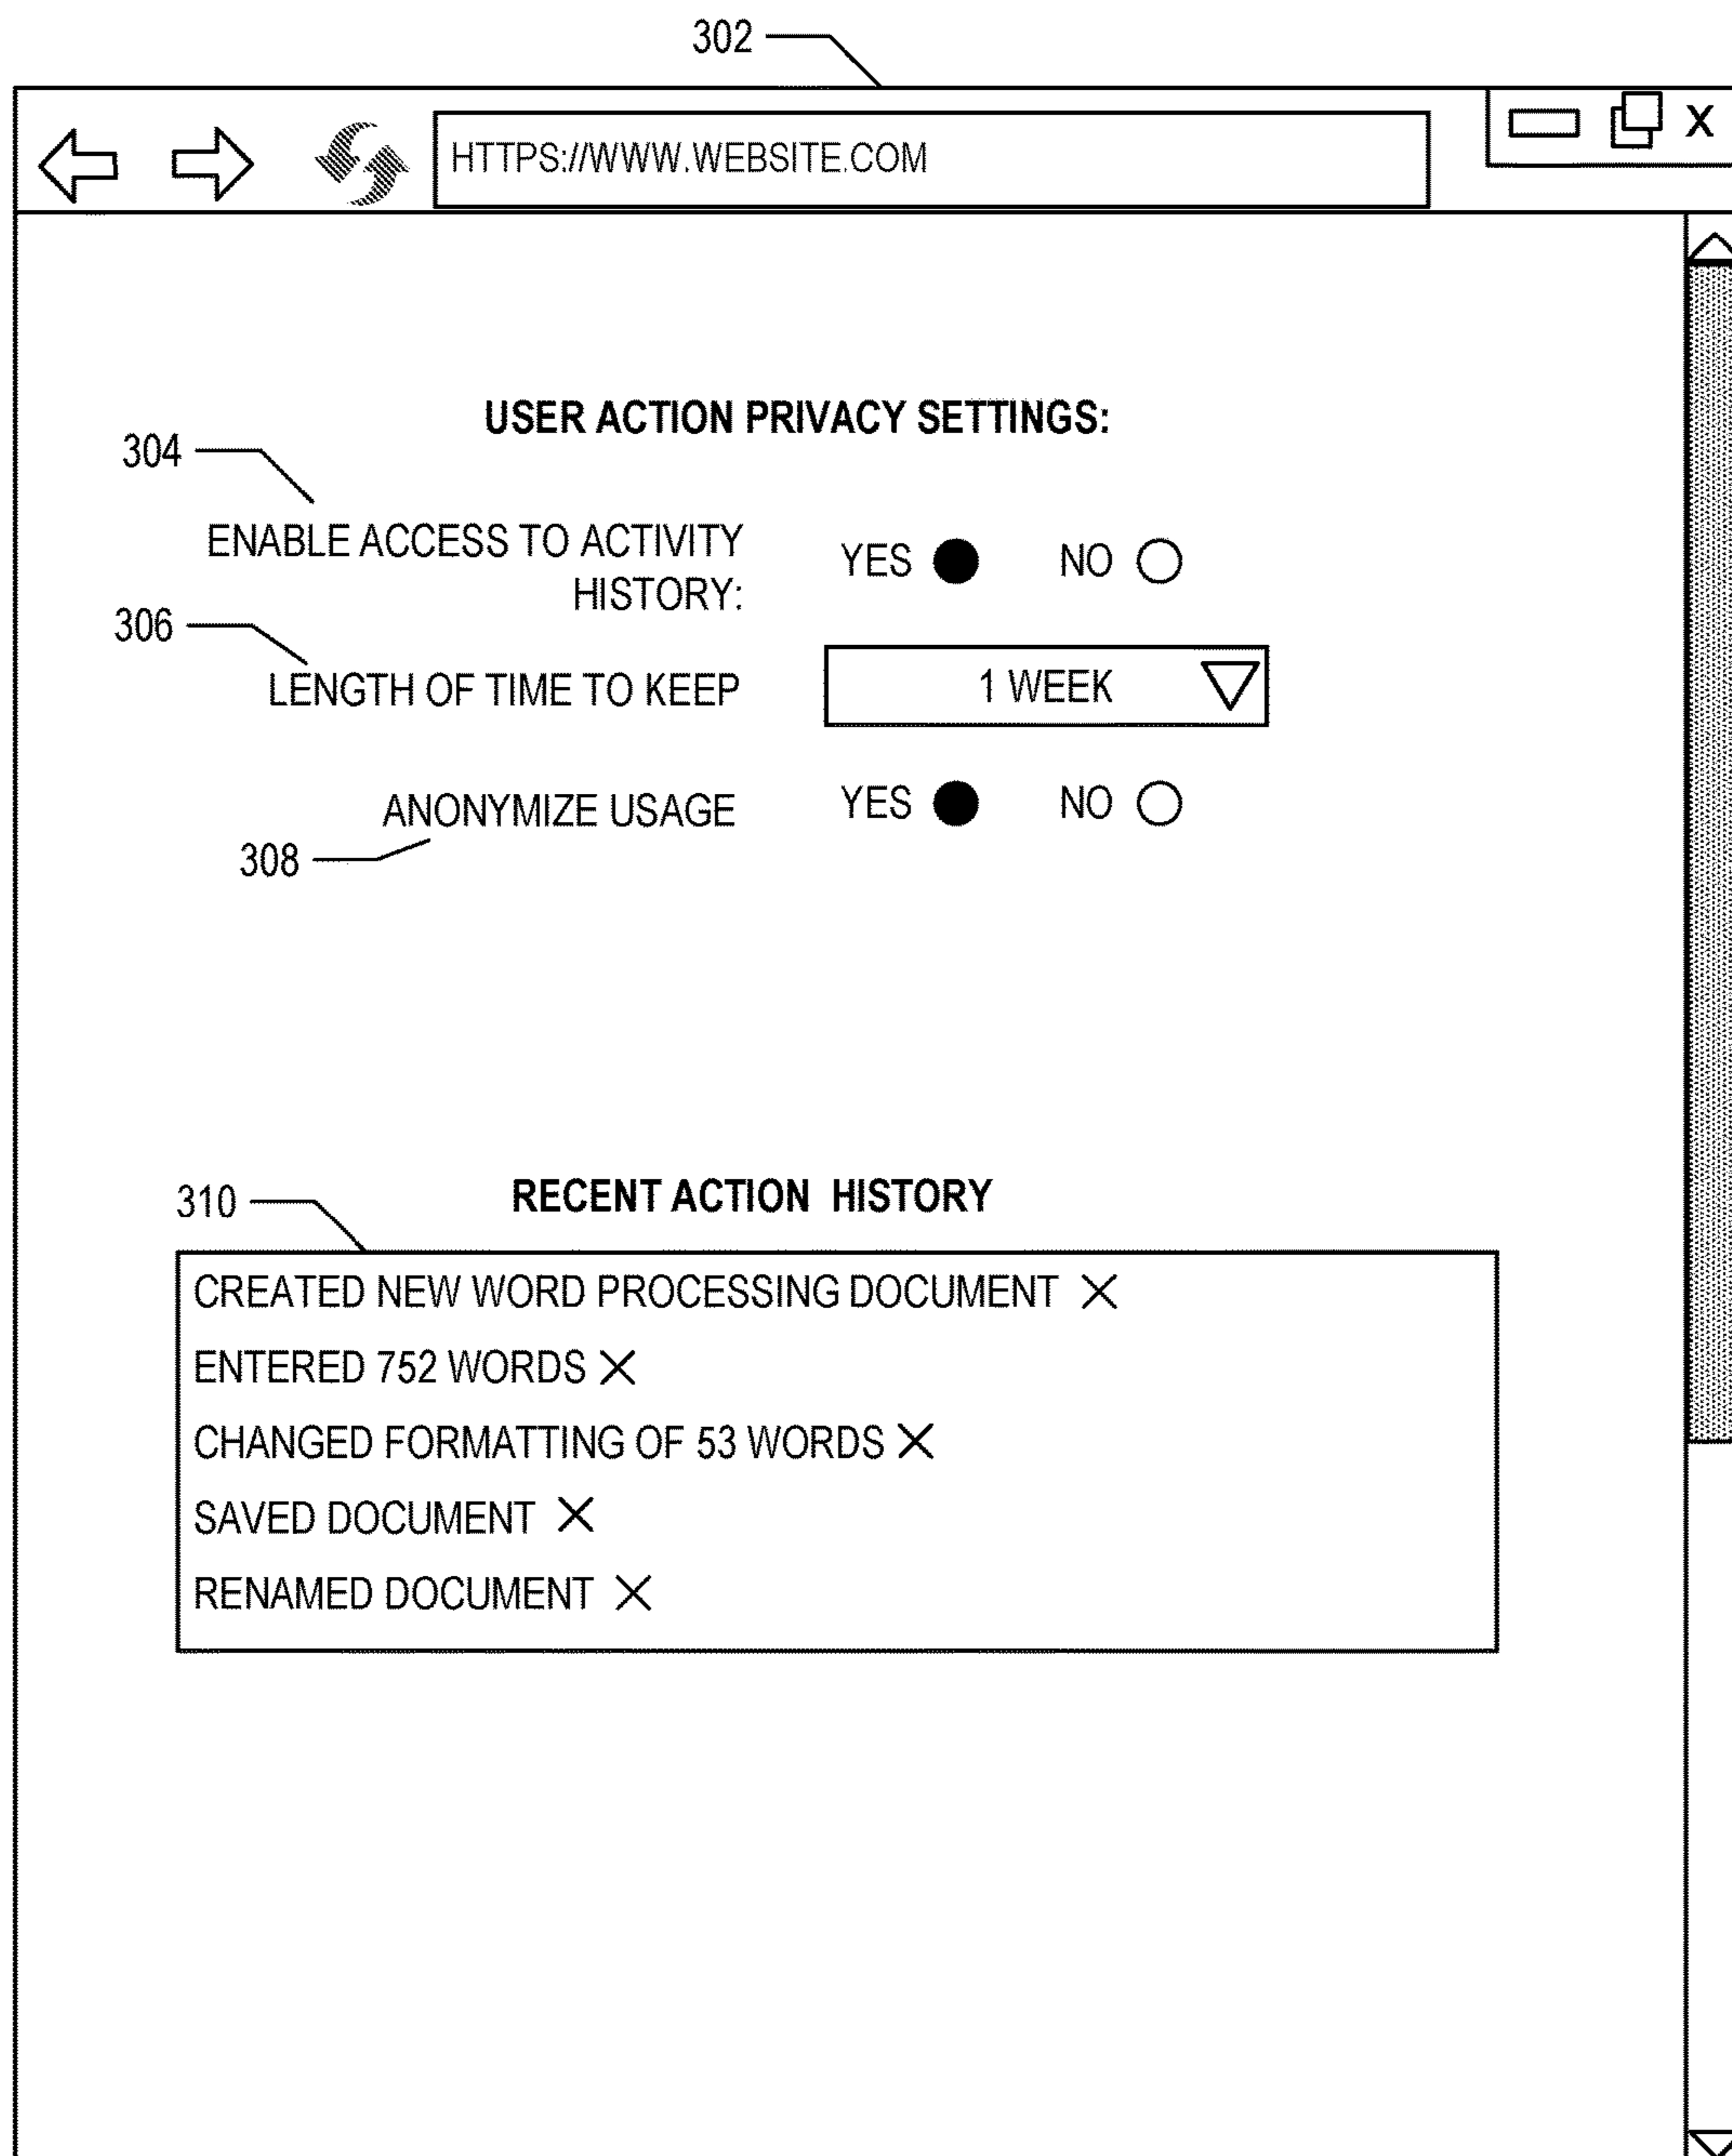 302
HTTPS://WWW.WEBSITE.COM
X
USER ACTION PRIVACY SETTINGS:
304
ENABLE ACCESS TO ACTIVITY
HISTORY:
YES NO
306
LENGTH OF TIME TO KEEP
1 WEEK
ANONYMIZE USAGE
YES NO
308
RECENT ACTION HISTORY
310
CREATED NEW WORD PROCESSING DOCUMENT X
ENTERED 752 WORDS X
CHANGED FORMATTING OF 53 WORDS X
SAVED DOCUMENT X
RENAMED DOCUMENT X